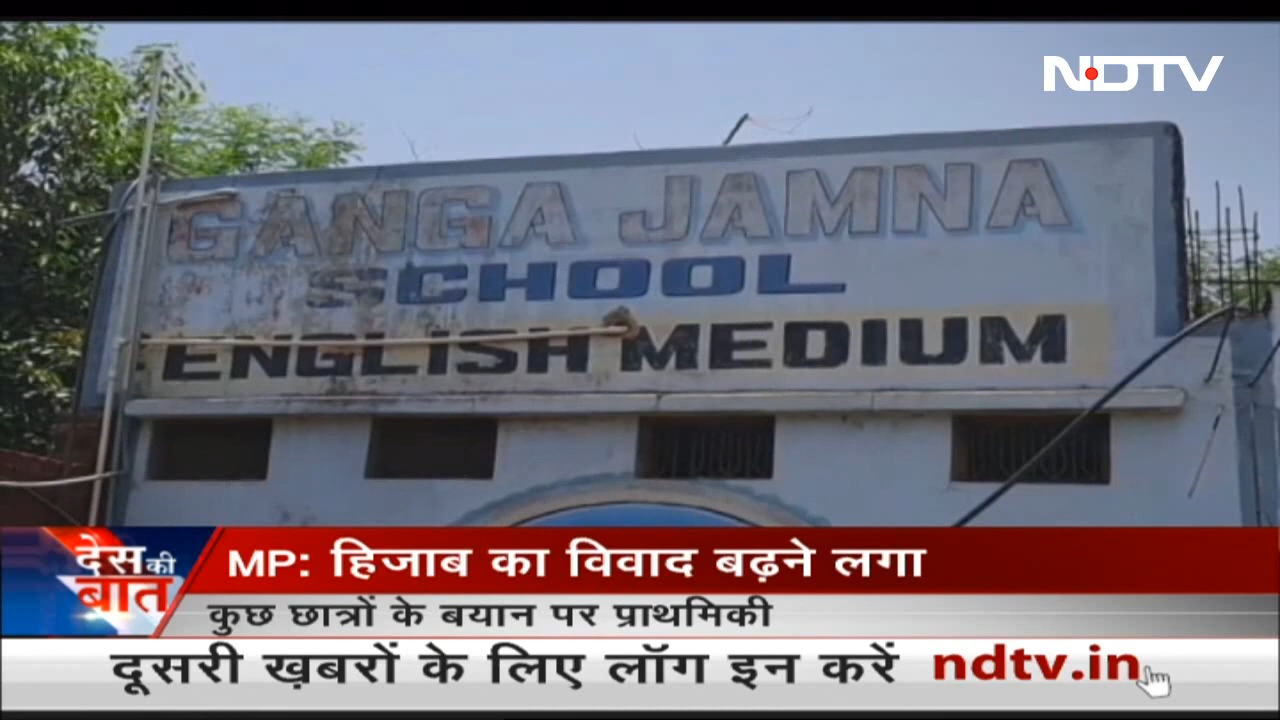 NDTV
GANGA JAMNA
SCHOOL
ENGLISH MEDIUM
देस की
बात
MP: हिजाब का विवाद बढ़ने लगा
कुछ छात्रों के बयान पर प्राथमिकी
दूसरी ख़बरों के लिए लॉग इन करें ndtv.in